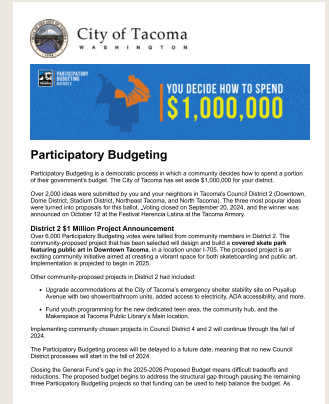 City of Tacoma
WASHINGTON
PARTICIPATORY
BUDGETING
DISTRICT 2
YOU DECIDE HOW TO SPEND
$1,000,000
Participatory Budgeting
Participatory Budgeting is a democratic process in which a community decides how to spend a portion
of their government's budget. The City of Tacoma has set aside $1,000,000 for your district.
Over 2,000 ideas were submitted by you and your neighbors in Tacoma's Council District 2 (Downtown,
Dome District, Stadium District, Northeast Tacoma, and North Tacoma). The three most popular ideas
were turned into proposals for this ballot. Voting closed on September 20, 2024, and the winner was
announced on October 12 at the Festival Herencia Latina at the Tacoma Armory.
District 2 $1 Million Project Announcement
Over 6,000 Participatory Budgeting votes were tallied from community members in District 2. The
community-proposed project that has been selected will design and build a covered skate park
featuring public art in Downtown Tacoma, in a location under I-705. The proposed project is an
exciting community initiative aimed at creating a vibrant space for both skateboarding and public art.
Implementation is projected to begin in 2025.
Other community-proposed projects in District 2 had included:
• Upgrade accommodations at the City of Tacoma's emergency shelter stability site on Puyallup
Avenue with two shower/bathroom units, added access to electricity, ADA accessibility, and more.
• Fund youth programming for the new dedicated teen area, the community hub, and the
Makerspace at Tacoma Public Library's Main location.
Implementing community chosen projects in Council District 4 and 2 will continue through the fall of
2024.
The Participatory Budgeting process will be delayed to a future date, meaning that no new Council
District processes will start in the fall of 2024.
Closing the General Fund's gap in the 2025-2026 Proposed Budget means difficult tradeoffs and
reductions. The proposed budget begins to address the structural gap through pausing the remaining
three Participatory Budgeting projects so that funding can be used to help balance the budget. As